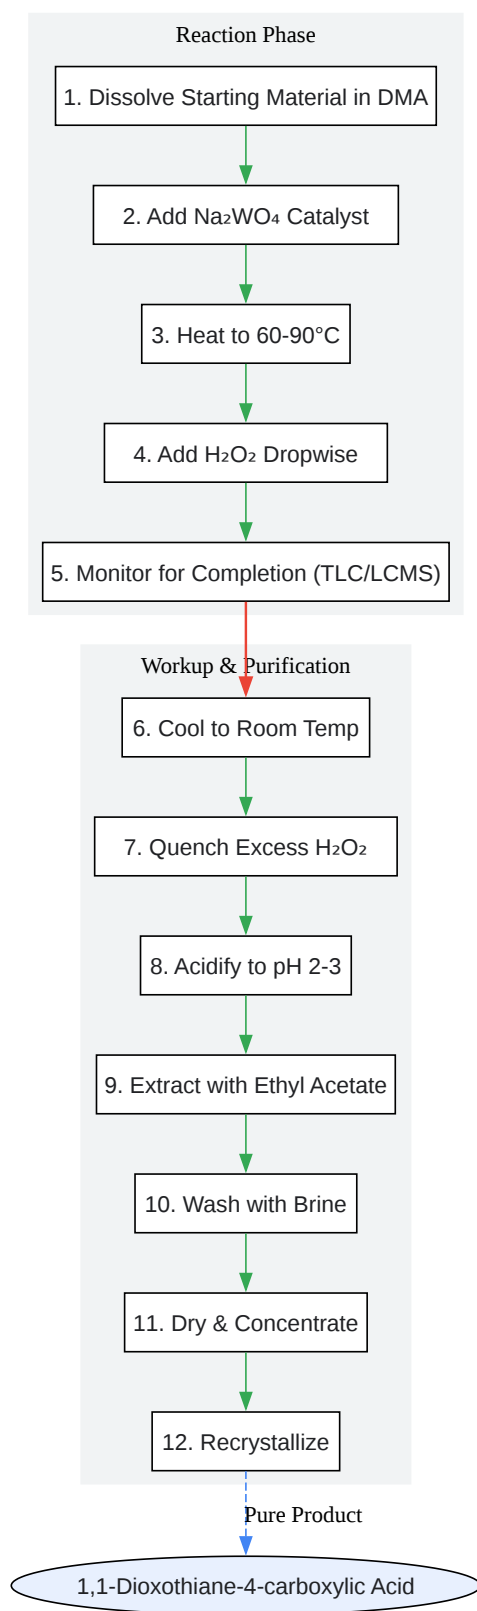 Reaction Phase
1. Dissolve Starting Material in DMA
2. Add Na₂WO₄ Catalyst
3. Heat to 60-90°C
4. Add H₂O₂ Dropwise
5. Monitor for Completion (TLC/LCMS)
Workup & Purification
6. Cool to Room Temp
7. Quench Excess H₂O₂
8. Acidify to pH 2-3
9. Extract with Ethyl Acetate
10. Wash with Brine
11. Dry & Concentrate
12. Recrystallize
Pure Product
1,1-Dioxothiane-4-carboxylic Acid